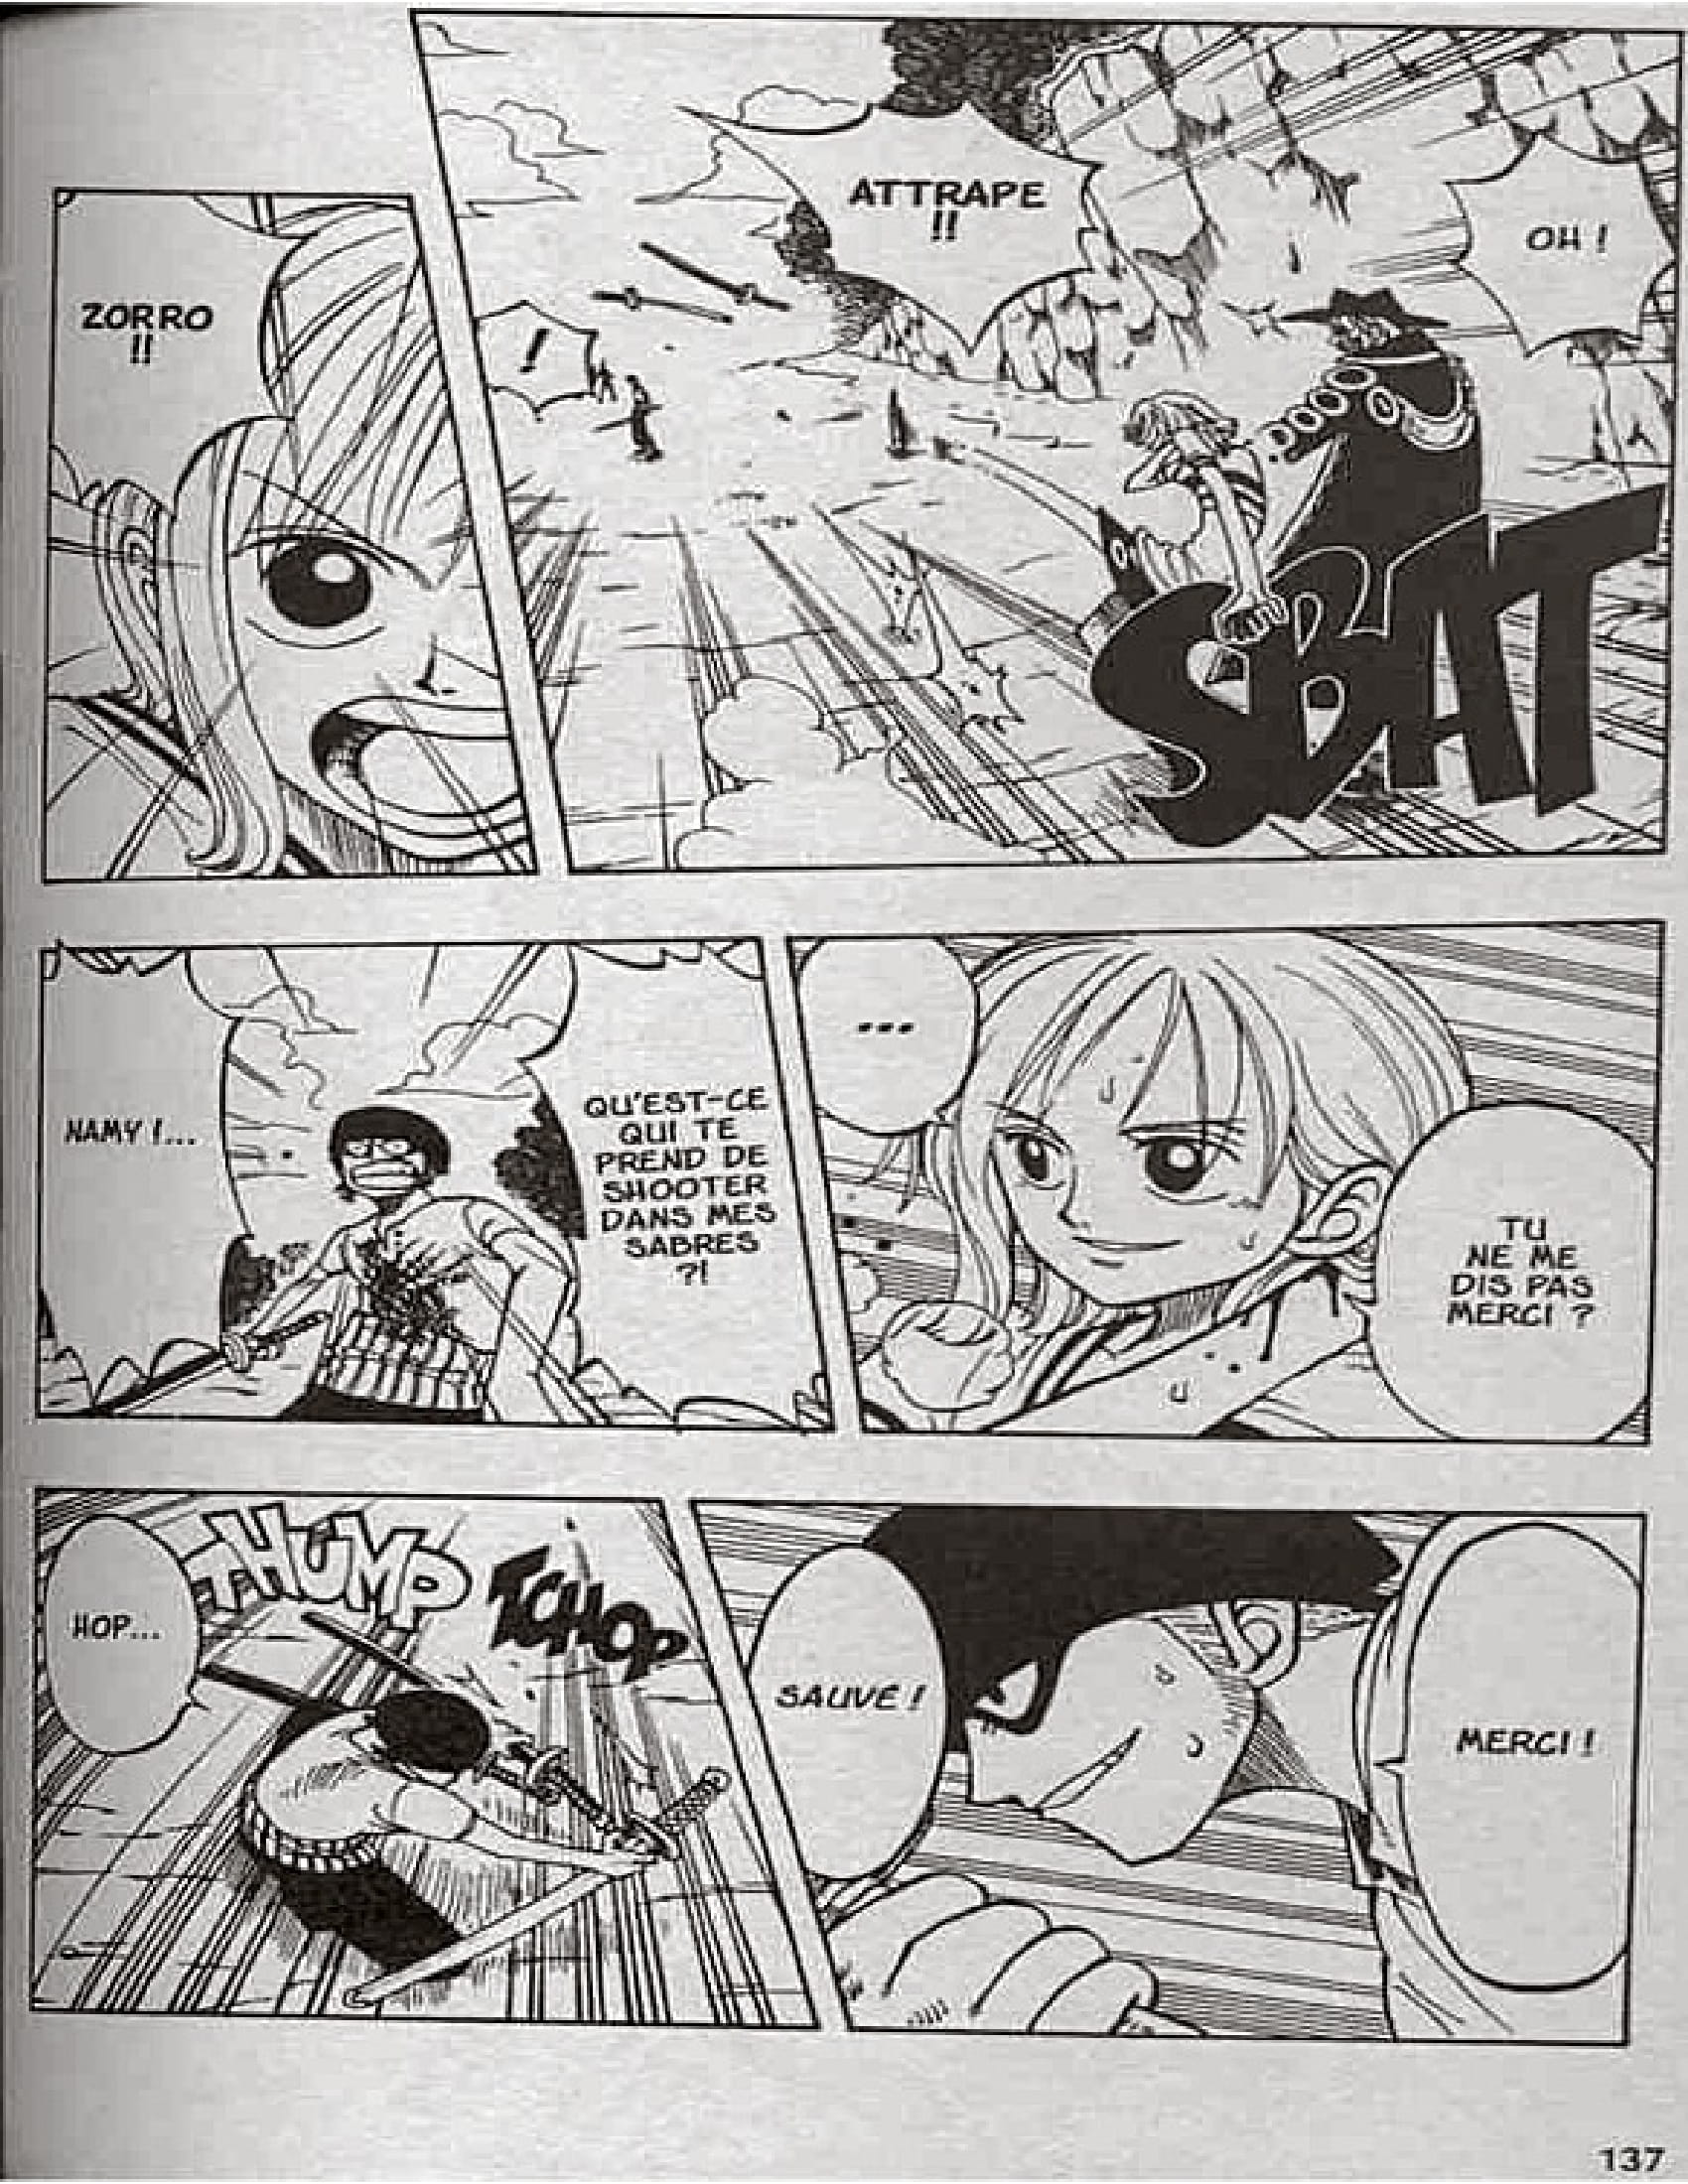 OH !
ATTRAPE
!!
!
SBAT
ZORRO
!!
TU
NE ME
DIS PAS
MERCI ?
...
QU'EST-CE
QUI TE
PREND DE
SHOOTER
DANS MES
SABRES
?!
NAMY !...
MERCI !
SAUVE !
TCHOP
THUMP
HOP...
137